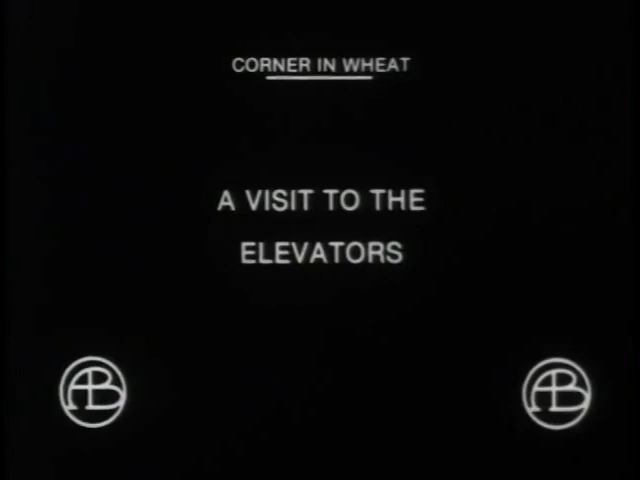 CORNER IN WHEAT
A VISIT TO THE
ELEVATORS
AB AB